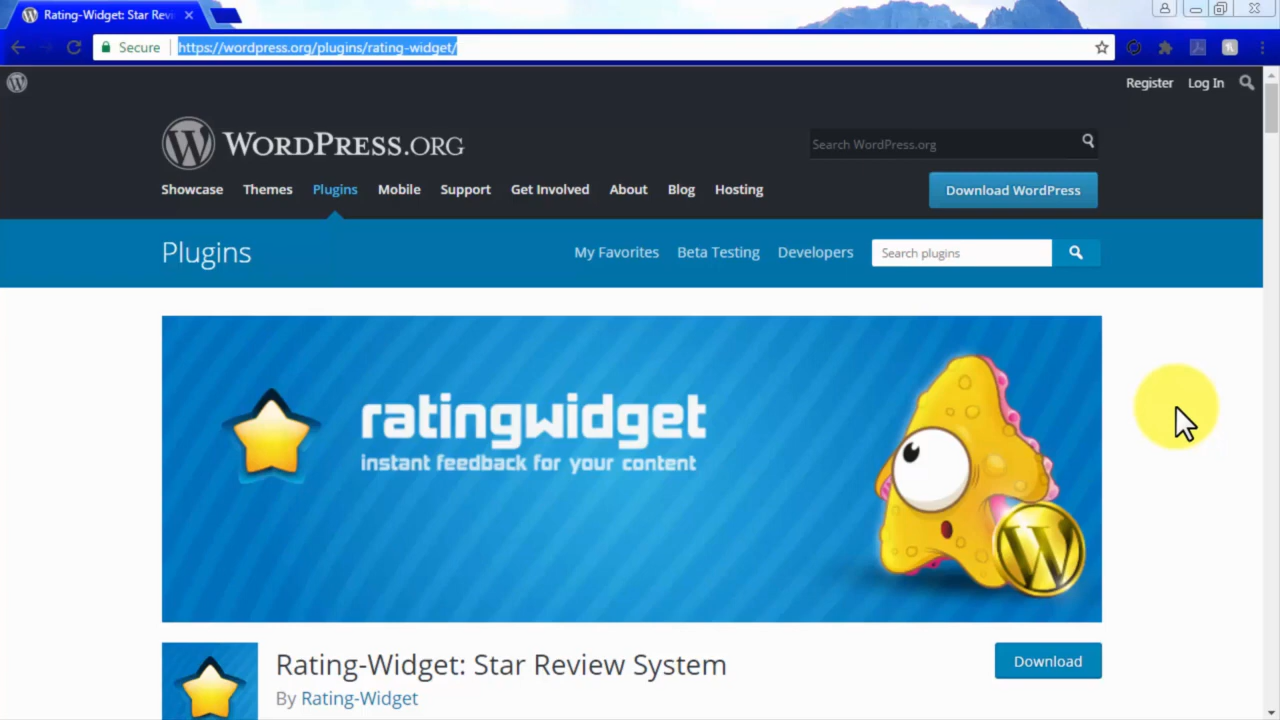 Rating-Widget: Star Revi
Secure
https://wordpress.org/plugins/rating-widget/
Register Log In
WORDPRESS.ORG
Search WordPress.org
Showcase Themes Plugins Mobile Support Get Involved About Blog Hosting
Download WordPress
Plugins
My Favorites Beta Testing Developers
Search plugins
ratingwidget
instant feedback for your content
Rating-Widget: Star Review System
Download
By Rating-Widget